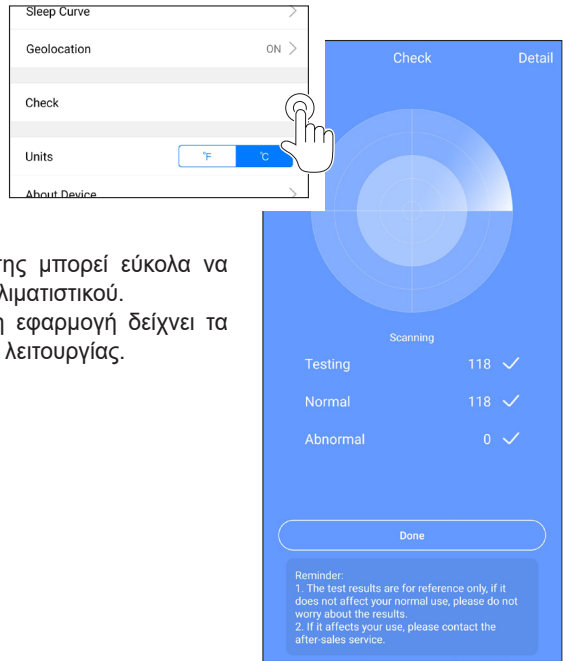 Sleep Curve
Geolocation ON
Check
Units °F °C
About Device
της μπορεί εύκολα να
λιματιστικού.
η εφαρμογή δείχνει τα
λειτουργίας.
Check Detail
Scanning
Testing 118
Normal 118
Abnormal 0
Done
Reminder:
1. The test results are for reference only, if it
does not affect your normal use, please do not
worry about the results.
2. If it affects your use, please contact the
after-sales service.